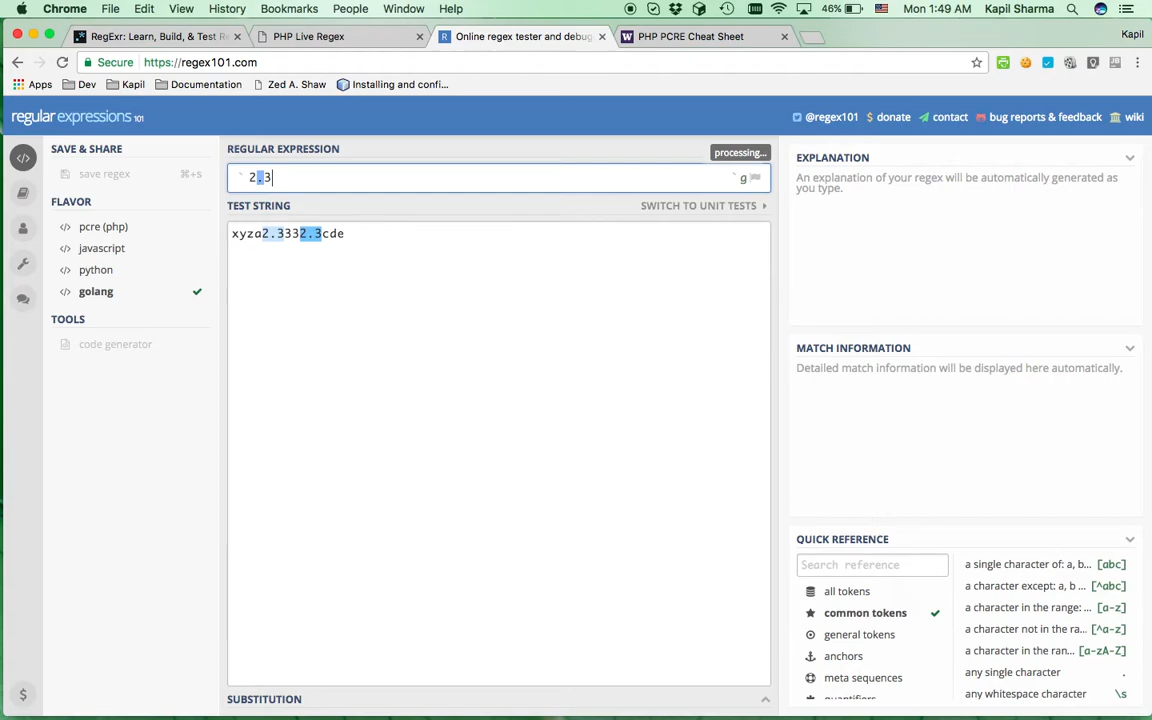 Chrome File Edit View History Bookmarks People Window Help 46% Mon 1:49 AM Kapil Sharma
RegExr: Learn, Build, & Test Re PHP Live Regex Online regex tester and debug PHP PCRE Cheat Sheet Kapil
Secure https://regex101.com
Apps Dev Kapil Documentation Zed A. Shaw Installing and confi...
regular expressions 101 @regex101 $ donate contact bug reports & feedback wiki
SAVE & SHARE
save regex ⌘+s
FLAVOR
pcre (php)
javascript
python
golang
TOOLS
code generator
$
REGULAR EXPRESSION
processing...
` 2.3 ` g
TEST STRING SWITCH TO UNIT TESTS
xyza2.3332.3cde
SUBSTITUTION
EXPLANATION
An explanation of your regex will be automatically generated as
you type.
MATCH INFORMATION
Detailed match information will be displayed here automatically.
QUICK REFERENCE
Search reference
all tokens
common tokens
general tokens
anchors
meta sequences
quantifiers
a single character of: a, b... [abc]
a character except: a, b ... [^abc]
a character in the range: ... [a-z]
a character not in the ra... [^a-z]
a character in the ran... [a-zA-Z]
any single character .
any whitespace character \s